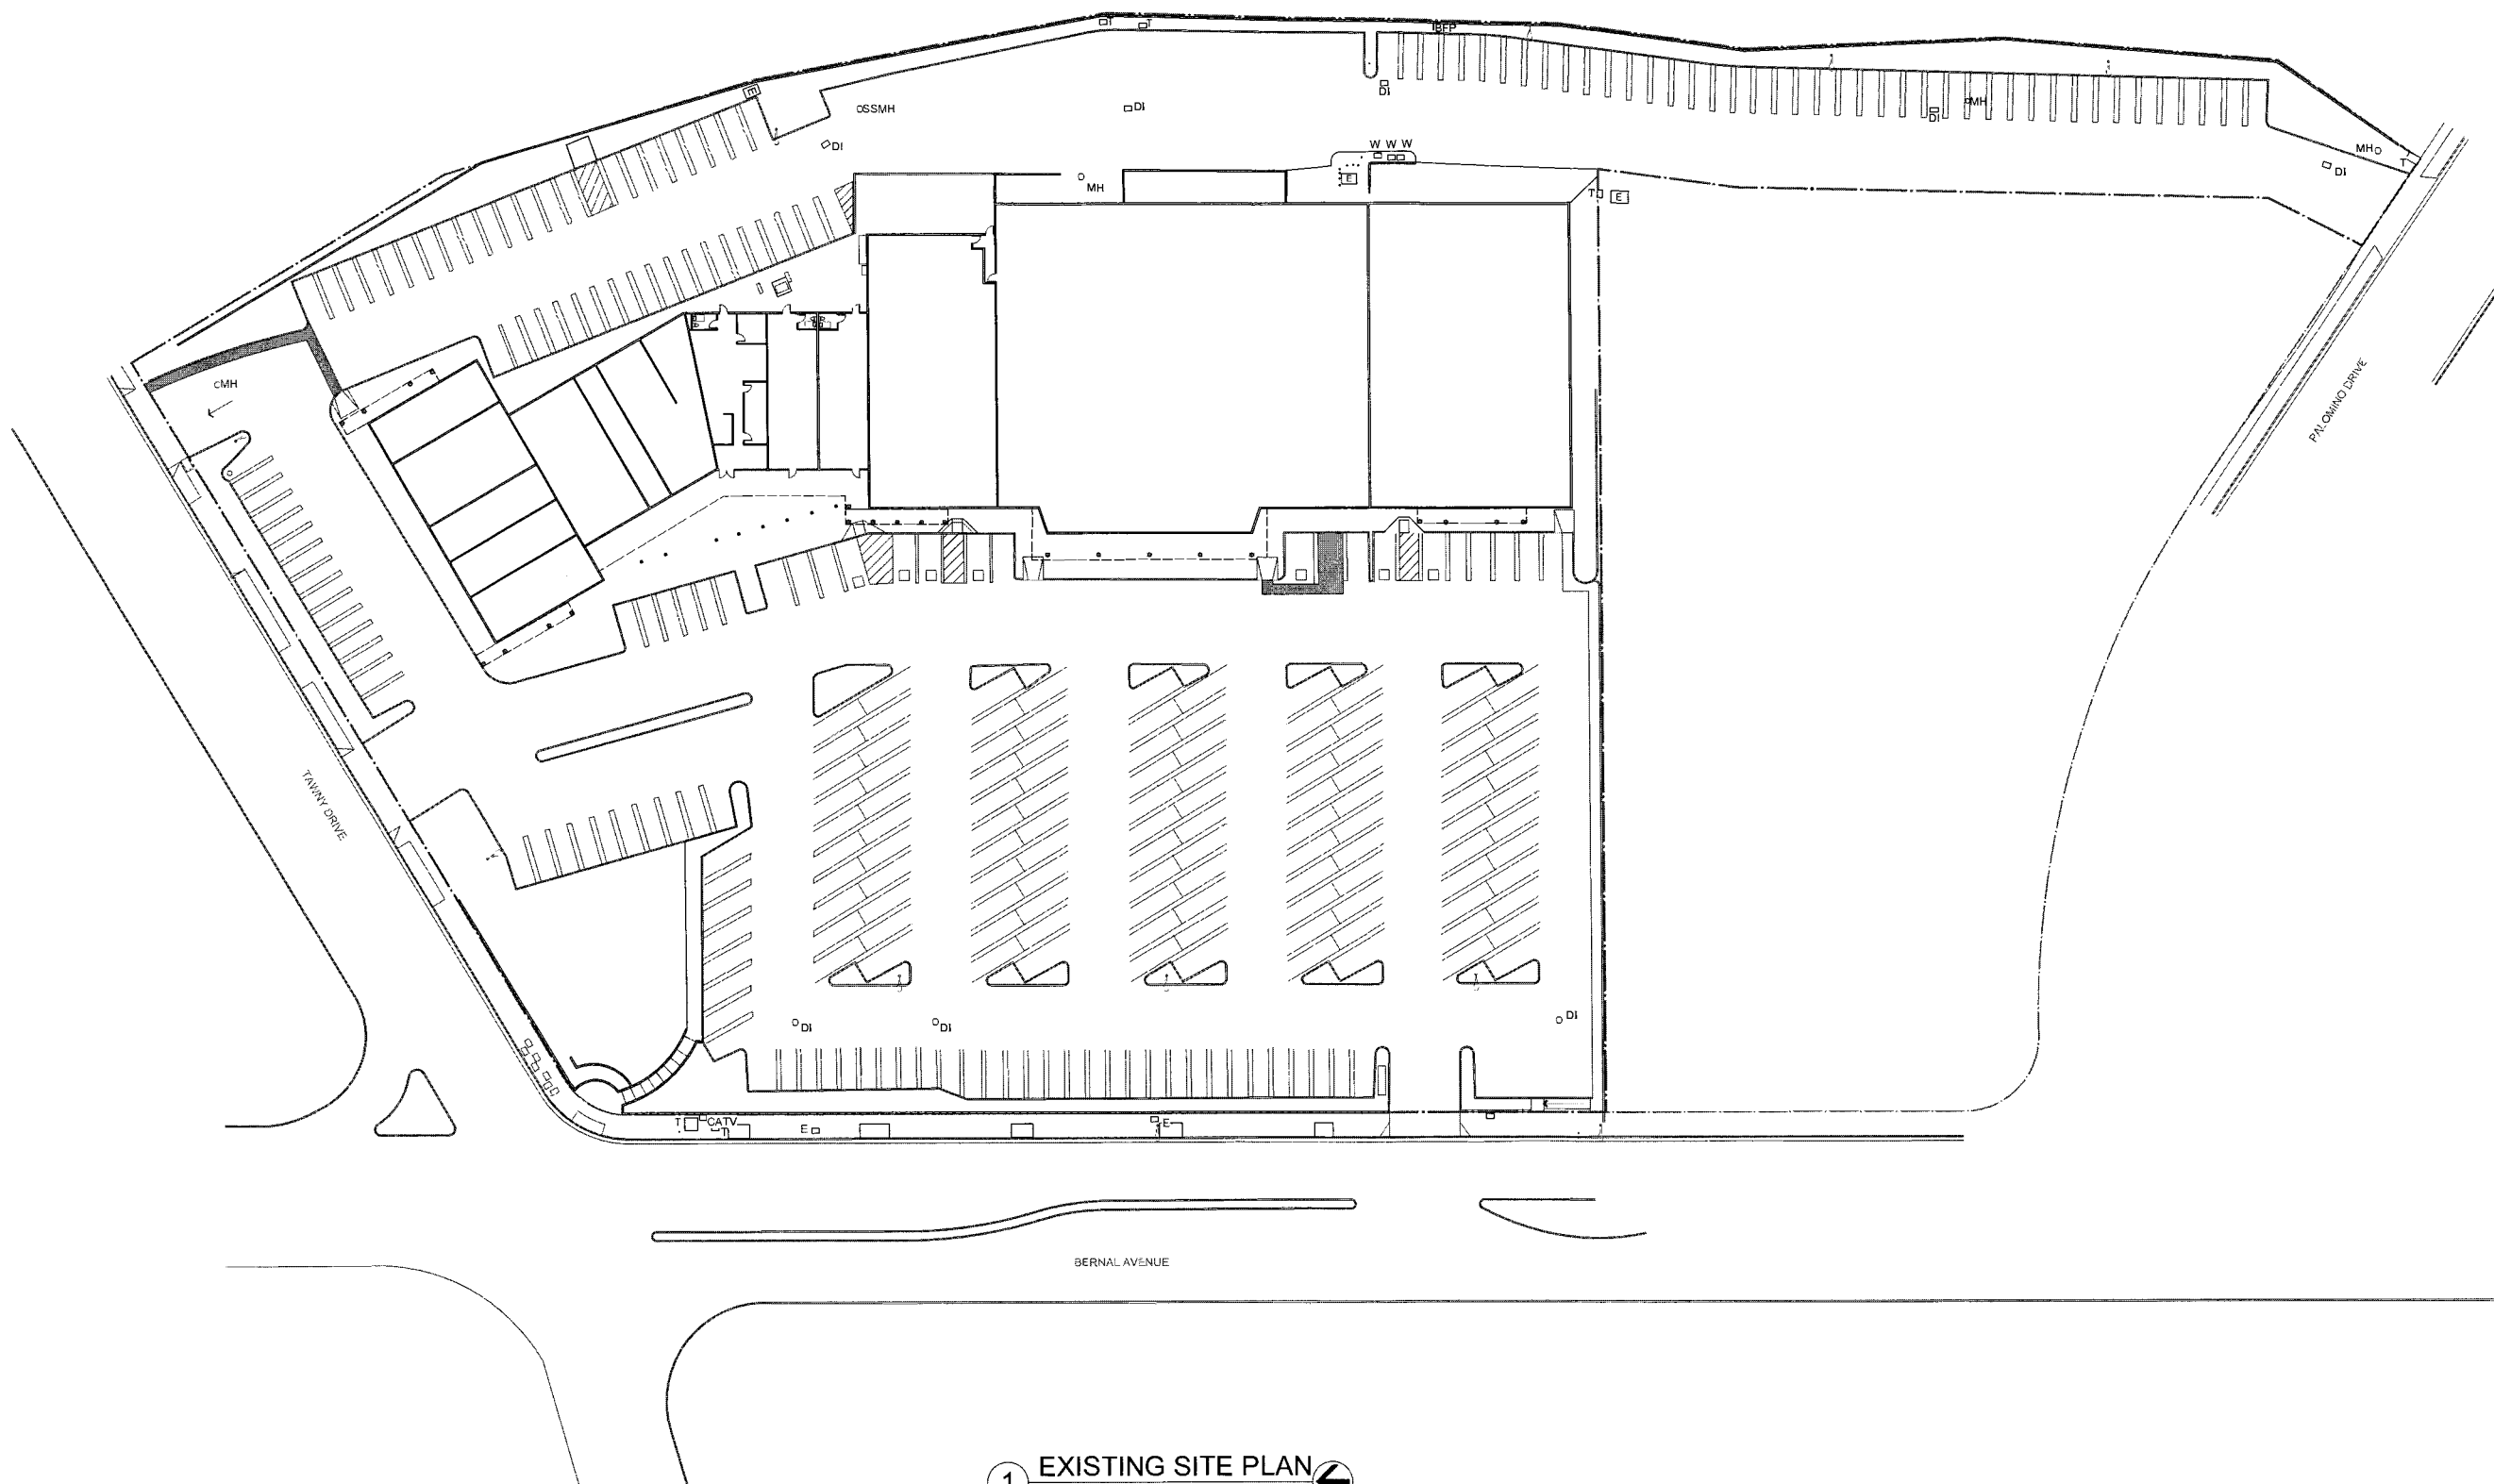 T
T
BFP
E
SSMH
DI
DI
DI
MH
DI
DI
W W W
MH
T
DI
MH
E
T
E
MH
PALOMINO DRIVE
TAWNY DRIVE
DI
DI
DI
T
CATV
T
E
E
BERNAL AVENUE
1
EXISTING SITE PLAN